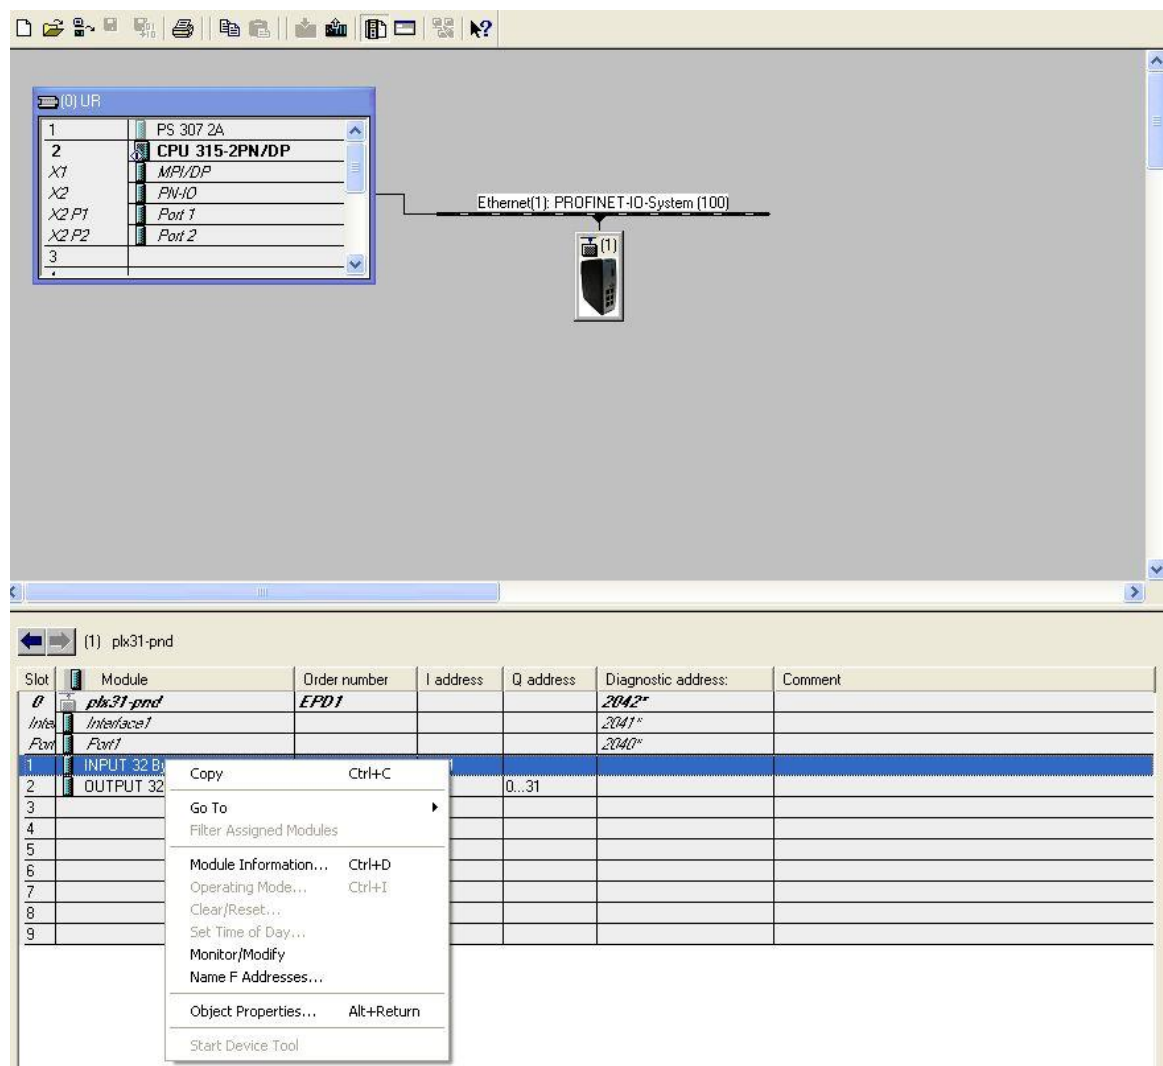 (0) UR
1 PS 307 2A
2 CPU 315-2PN/DP
X1 MPI/DP
X2 PN-IO
X2 P1 Port 1
X2 P2 Port 2
3
Ethernet(1): PROFINET-IO-System (100)
(1)
(1) plx31-pnd
Slot Module Order number I address Q address Diagnostic address: Comment
0 plx31-pnd EPD1 2042*
Interface1 2041*
Port1 2040*
1 INPUT 32
2 OUTPUT 32 0...31
3
4
5
6
7
8
9
Copy Ctrl+C
Go To
Filter Assigned Modules
Module Information... Ctrl+D
Operating Mode... Ctrl+I
Clear/Reset...
Set Time of Day...
Monitor/Modify
Name F Addresses...
Object Properties... Alt+Return
Start Device Tool